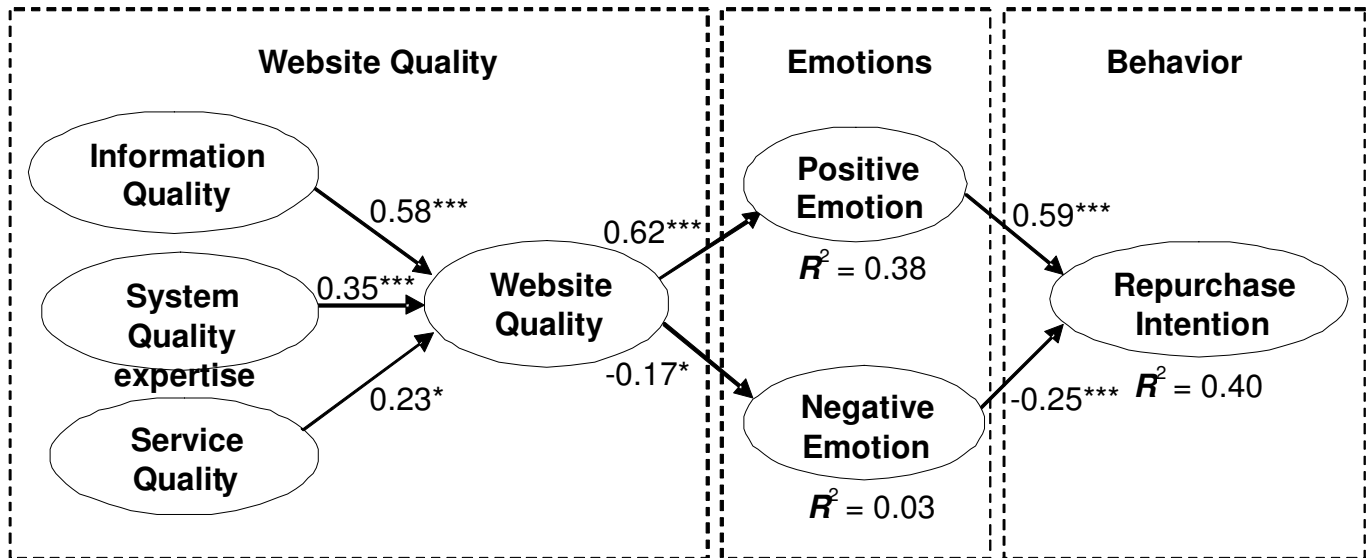 Website Quality
Emotions
Behavior
Information
Quality
0.58***
System
Quality
expertise
0.35***
Service
Quality
0.23*
Website
Quality
0.62***
-0.17*
Positive
Emotion
R² = 0.38
Negative
Emotion
R² = 0.03
0.59***
-0.25***
Repurchase
Intention
R² = 0.40